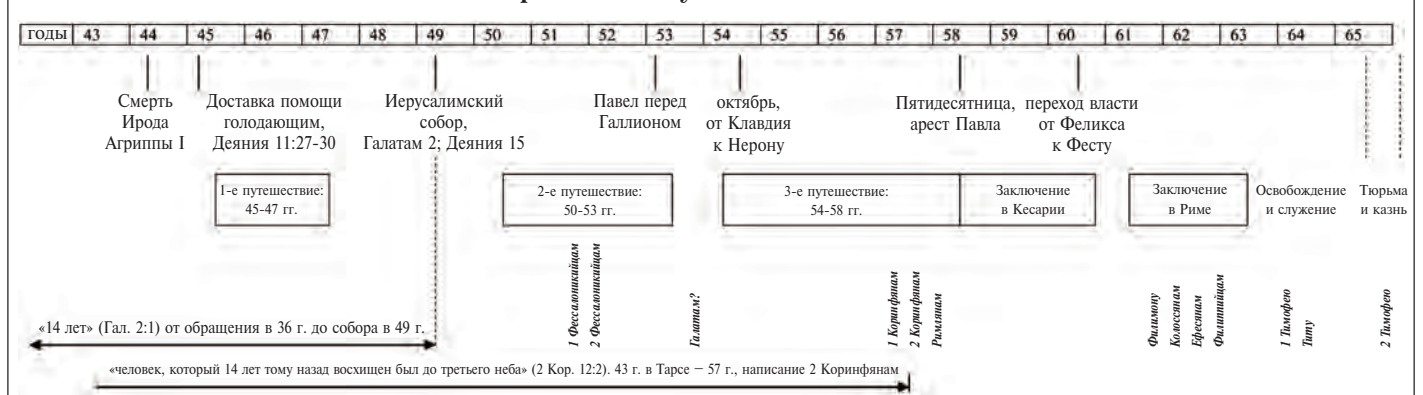 годы 43 44 45 46 47 48 49 50 51 52 53 54 55 56 57 58 59 60 61 62 63 64 65
Смерть
Ирода
Агриппы I
Доставка помощи
голодающим,
Деяния 11:27-30
Иерусалимский
собор,
Галатам 2; Деяния 15
Павел перед
Галлионом
октябрь,
от Клавдия
к Нерону
Пятидесятница,
арест Павла
переход власти
от Феликса
к Фесту
1-е путешествие:
45-47 гг.
2-е путешествие:
50-53 гг.
3-е путешествие:
54-58 гг.
Заключение
в Кесарии
Заключение
в Риме
Освобождение
и служение
Тюрьма
и казнь
1 Фессалоникийцам
2 Фессалоникийцам
Галатам?
1 Коринфянам
2 Коринфянам
Римлянам
Филимону
Колоссянам
Ефесянам
Филиппийцам
1 Тимофею
Титу
2 Тимофею
«14 лет» (Гал. 2:1) от обращения в 36 г. до собора в 49 г.
«человек, который 14 лет тому назад восхищен был до третьего неба» (2 Кор. 12:2). 43 г. в Тарсе – 57 г., написание 2 Коринфянам